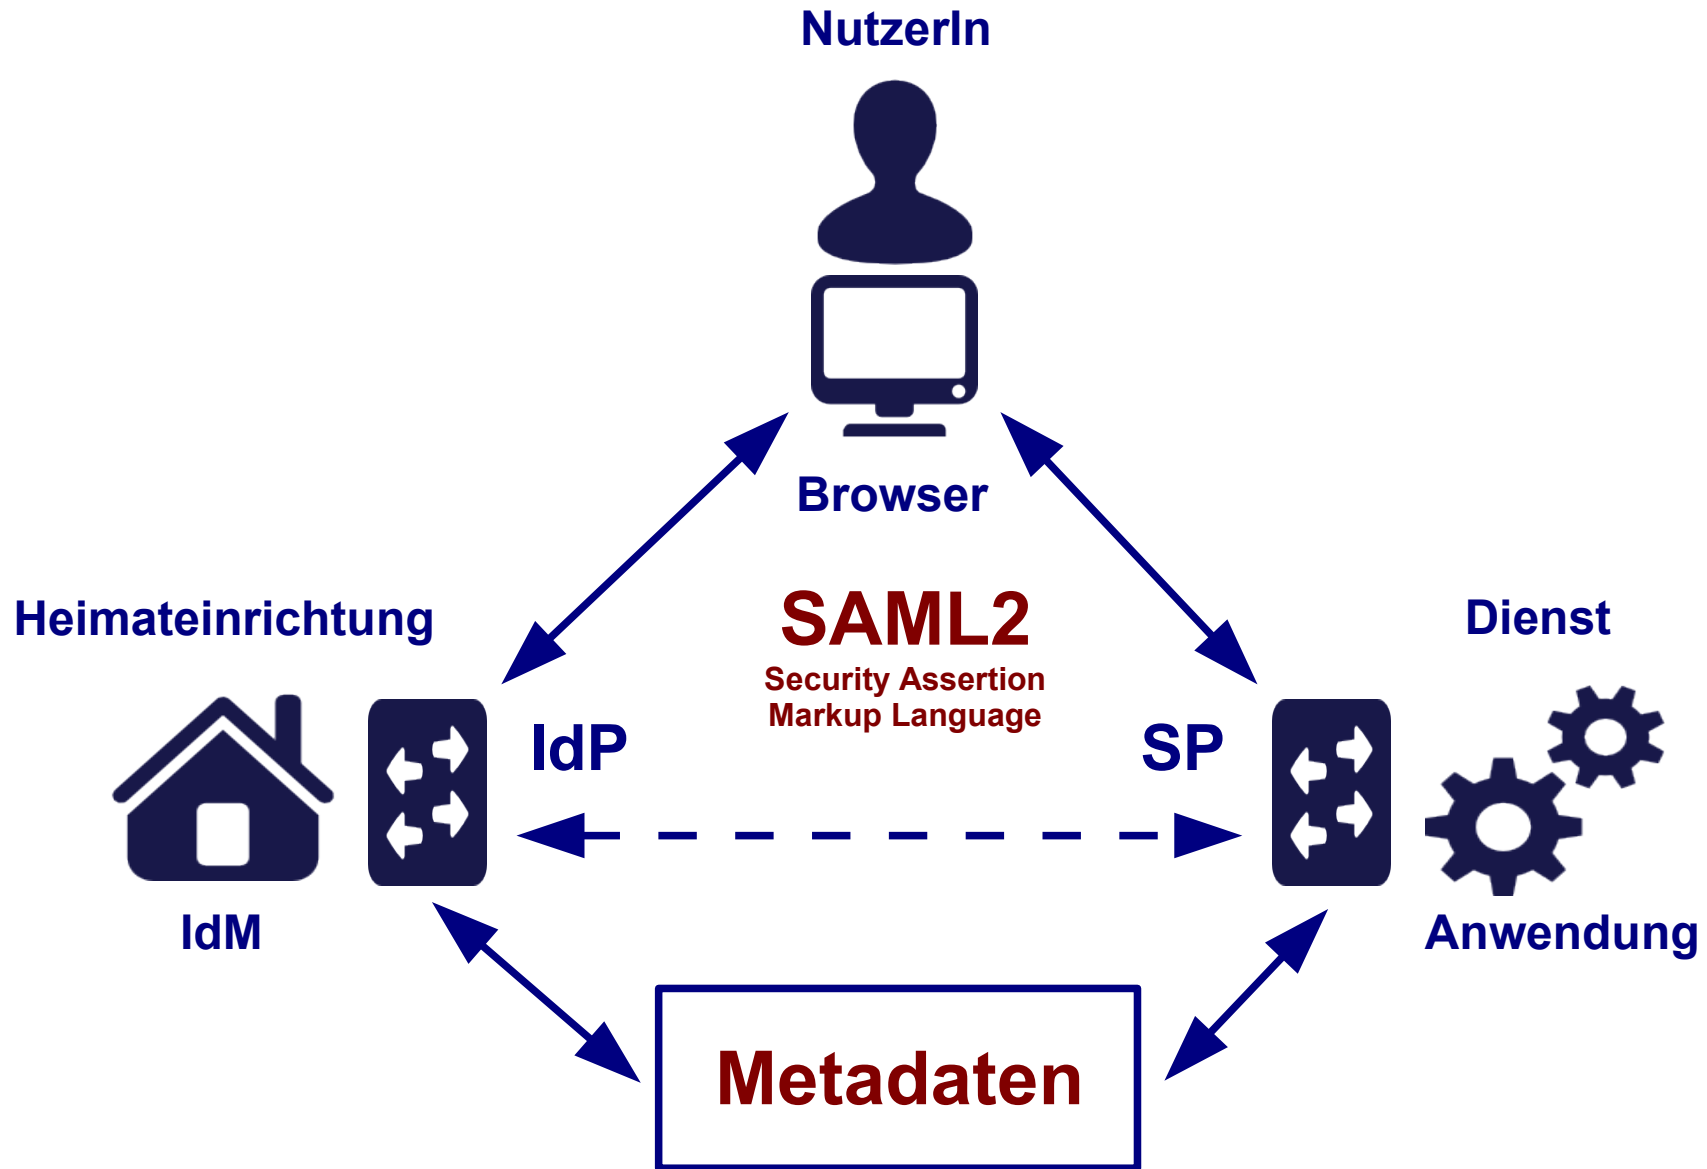 NutzerIn
Browser
SAML2
Security Assertion
Markup Language
Heimateinrichtung
Dienst
IdP
SP
IdM
Anwendung
Metadaten